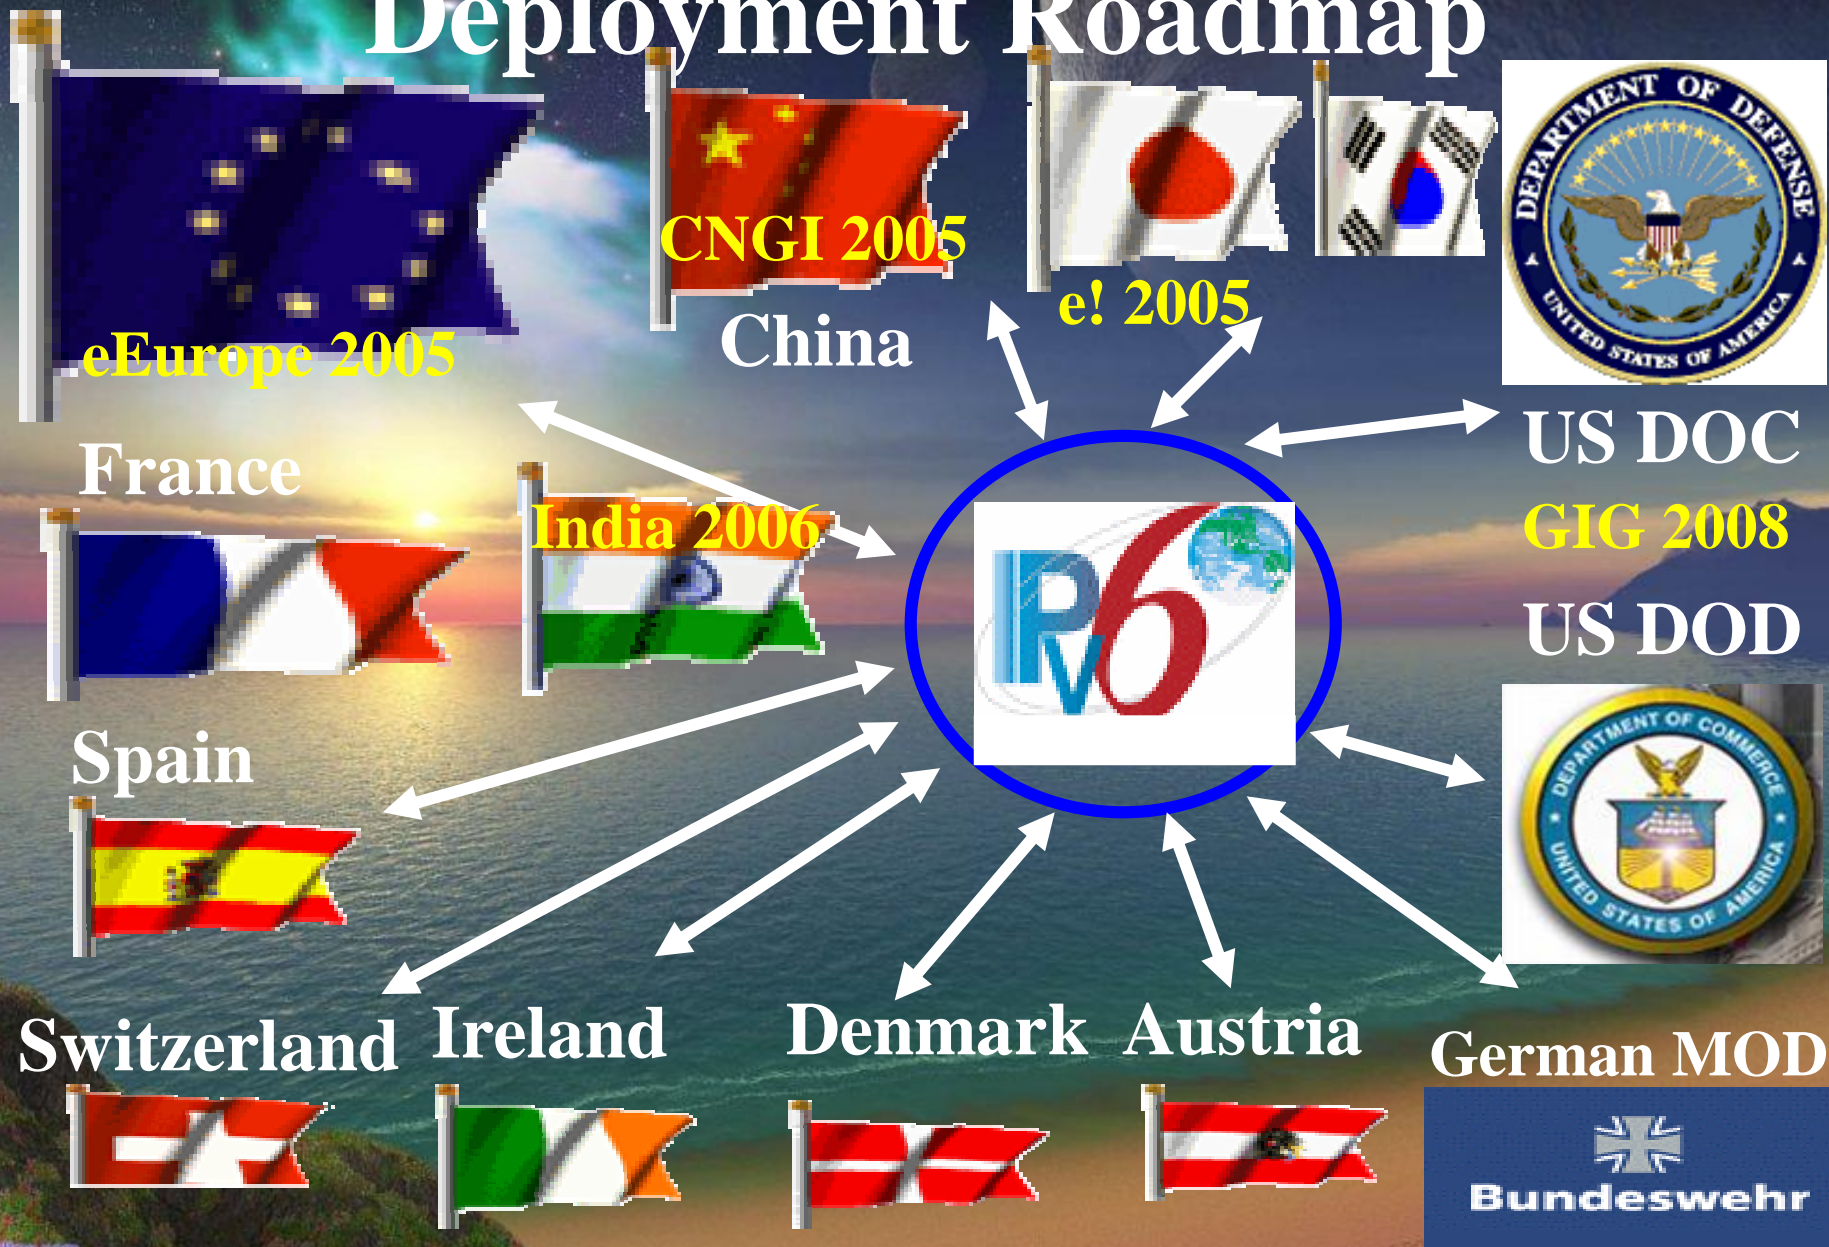 Deployment Roadmap
DEPARTMENT OF DEFENSE
UNITED STATES OF AMERICA
CNGI 2005
e! 2005
eEurope 2005
China
US DOC
France
India 2006
GIG 2008
IPv6
US DOD
Spain
DEPARTMENT OF COMMERCE
UNITED STATES OF AMERICA
Switzerland
Ireland
Denmark
Austria
German MOD
Bundeswehr